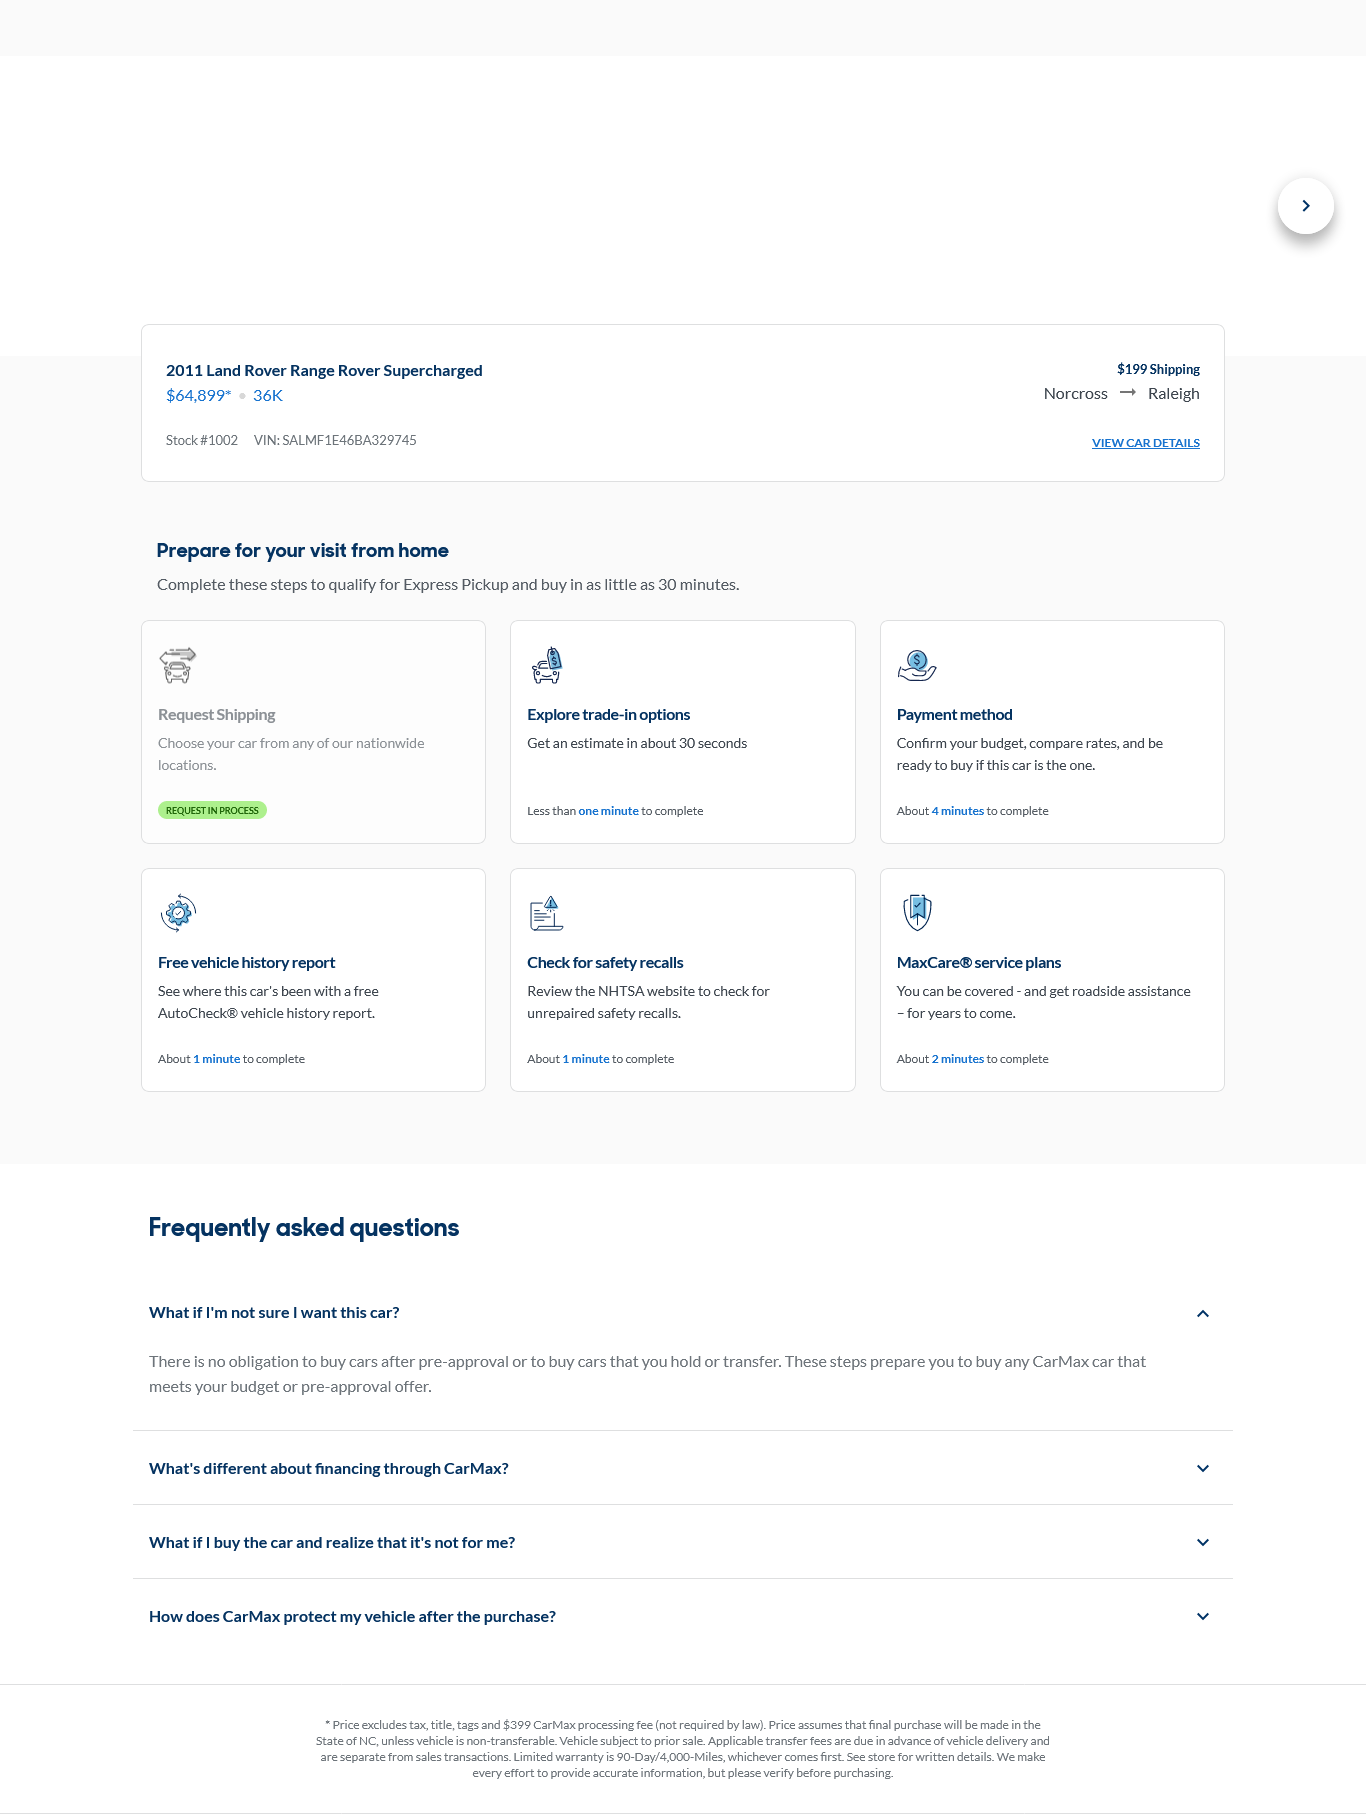 2011 Land Rover Range Rover Supercharged
$64,899* • 36K
Stock #1002 VIN: SALMF1E46BA329745
$199 Shipping
Norcross → Raleigh
VIEW CAR DETAILS
Prepare for your visit from home
Complete these steps to qualify for Express Pickup and buy in as little as 30 minutes.
Request Shipping
Choose your car from any of our nationwide
locations.
REQUEST IN PROCESS
Explore trade-in options
Get an estimate in about 30 seconds
Less than one minute to complete
Payment method
Confirm your budget, compare rates, and be
ready to buy if this car is the one.
About 4 minutes to complete
Free vehicle history report
See where this car's been with a free
AutoCheck® vehicle history report.
About 1 minute to complete
Check for safety recalls
Review the NHTSA website to check for
unrepaired safety recalls.
About 1 minute to complete
MaxCare® service plans
You can be covered - and get roadside assistance
– for years to come.
About 2 minutes to complete
Frequently asked questions
What if I'm not sure I want this car?
There is no obligation to buy cars after pre-approval or to buy cars that you hold or transfer. These steps prepare you to buy any CarMax car that
meets your budget or pre-approval offer.
What's different about financing through CarMax?
What if I buy the car and realize that it's not for me?
How does CarMax protect my vehicle after the purchase?
* Price excludes tax, title, tags and $399 CarMax processing fee (not required by law). Price assumes that final purchase will be made in the
State of NC, unless vehicle is non-transferable. Vehicle subject to prior sale. Applicable transfer fees are due in advance of vehicle delivery and
are separate from sales transactions. Limited warranty is 90-Day/4,000-Miles, whichever comes first. See store for written details. We make
every effort to provide accurate information, but please verify before purchasing.